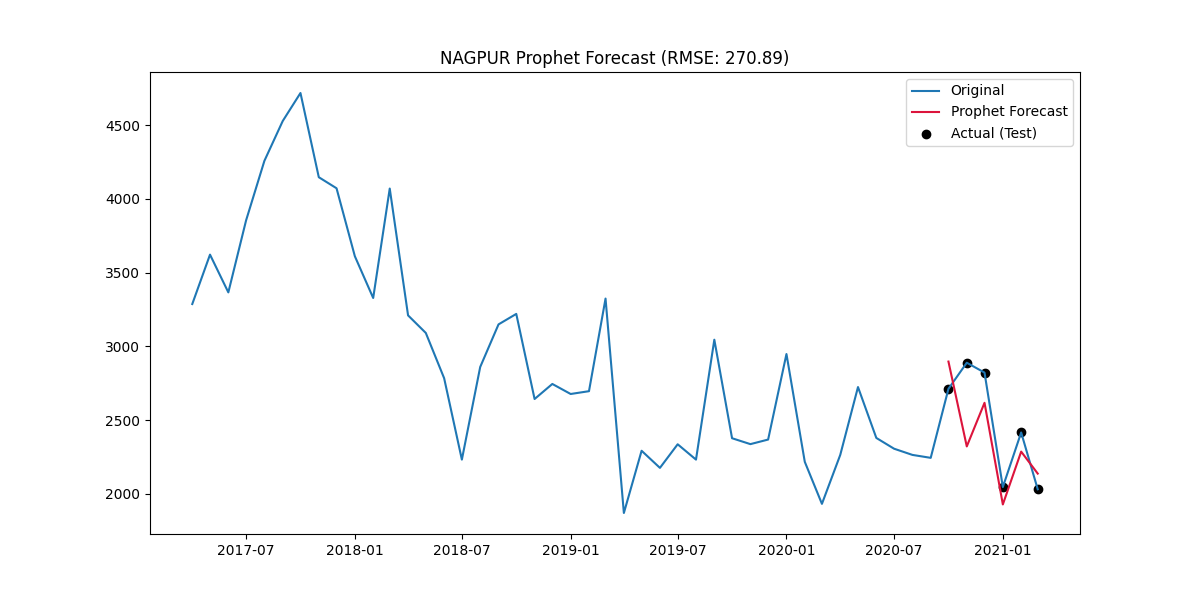 NAGPUR Prophet Forecast (RMSE: 270.89)
Original
Prophet Forecast
Actual (Test)
4500
4000
3500
3000
2500
2000
2017-07 2018-01 2018-07 2019-01 2019-07 2020-01 2020-07 2021-01